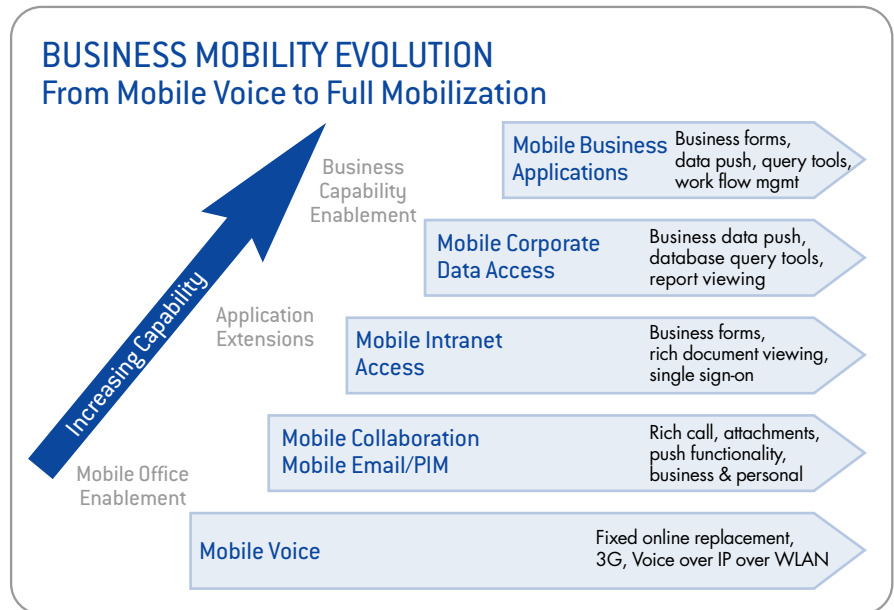 BUSINESS MOBILITY EVOLUTION
From Mobile Voice to Full Mobilization
Increasing Capability
Business
Capability
Enablement
Mobile Business
Applications
Business forms,
data push, query tools,
work flow mgmt
Mobile Corporate
Data Access
Business data push,
database query tools,
report viewing
Application
Extensions
Mobile Intranet
Access
Business forms,
rich document viewing,
single sign-on
Mobile Collaboration
Mobile Email/PIM
Rich call, attachments,
push functionality,
business & personal
Mobile Office
Enablement
Mobile Voice
Fixed online replacement,
3G, Voice over IP over WLAN